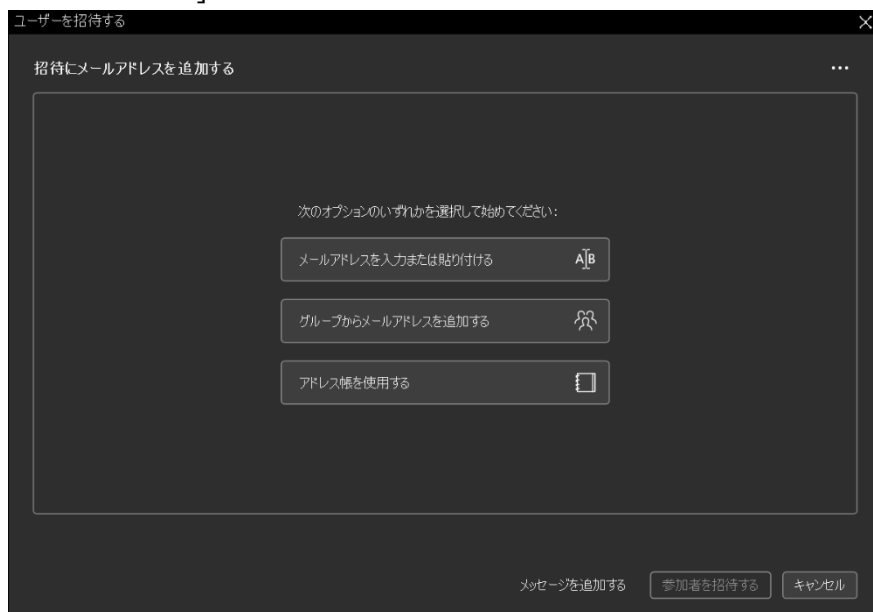 ユーザーを招待する
招待にメールアドレスを追加する
次のオプションのいずれかを選択して始めてください:
メールアドレスを入力または貼り付ける
グループからメールアドレスを追加する
アドレス帳を使用する
メッセージを追加する 参加者を招待する キャンセル